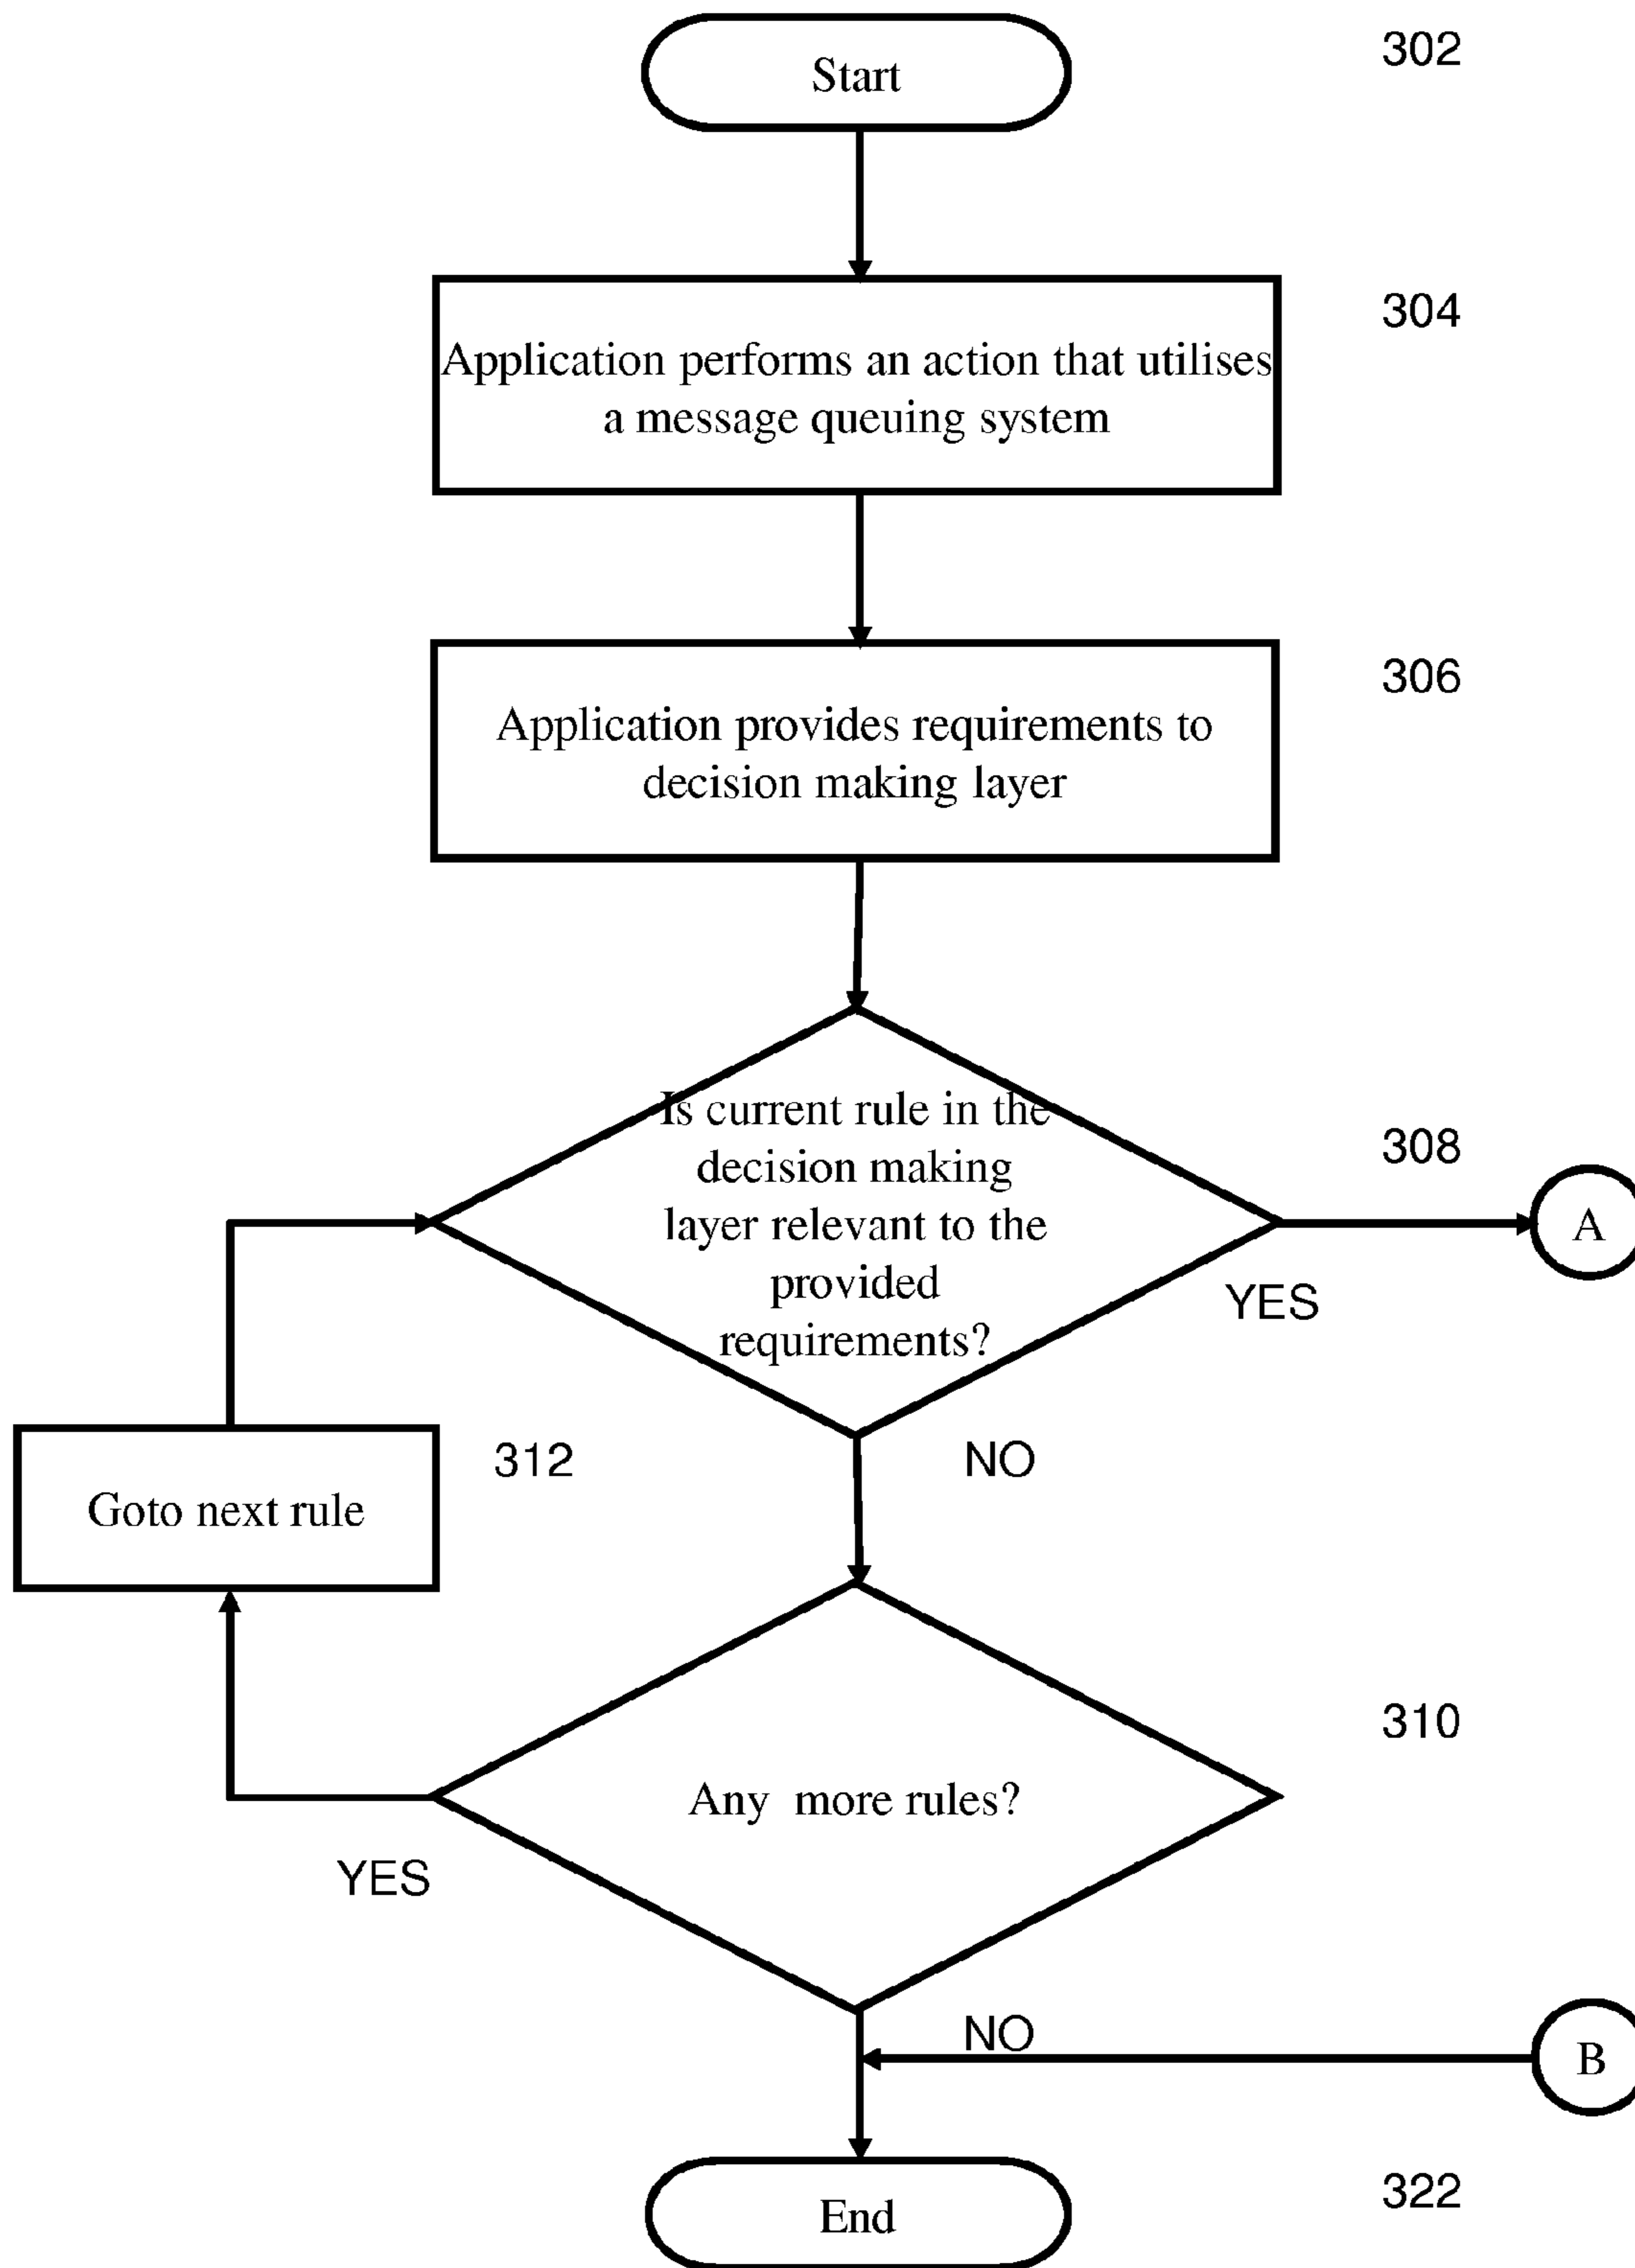 Start
302
Application performs an action that utilises
a message queuing system
304
Application provides requirements to
decision making layer
306
Is current rule in the
decision making
layer relevant to the
provided
requirements?
308
A
YES
NO
Goto next rule
312
Any more rules?
310
YES
NO
B
End
322